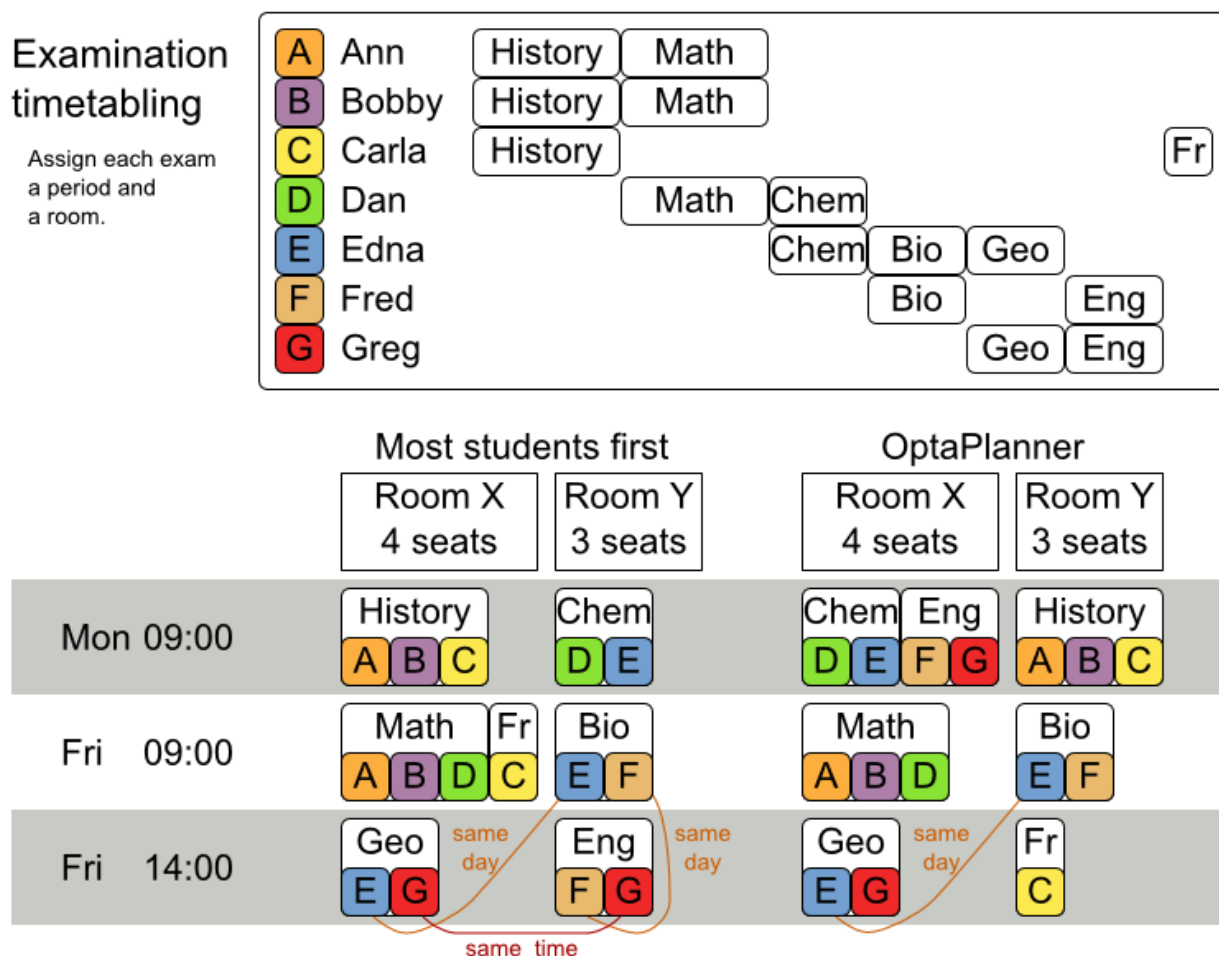 Examination
timetabling
Assign each exam
a period and
a room.
A Ann History Math
B Bobby History Math
C Carla History Fr
D Dan Math Chem
E Edna Chem Bio Geo
F Fred Bio Eng
G Greg Geo Eng
Most students first OptaPlanner
Room X Room Y Room X Room Y
4 seats 3 seats 4 seats 3 seats
History Chem Chem Eng History
Mon 09:00
A B C D E D E F G A B C
Math Fr Bio Math Bio
Fri 09:00
A B D C E F A B D E F
Geo same day Eng same day Geo same day Fr
Fri 14:00
E G F G E G C
same time